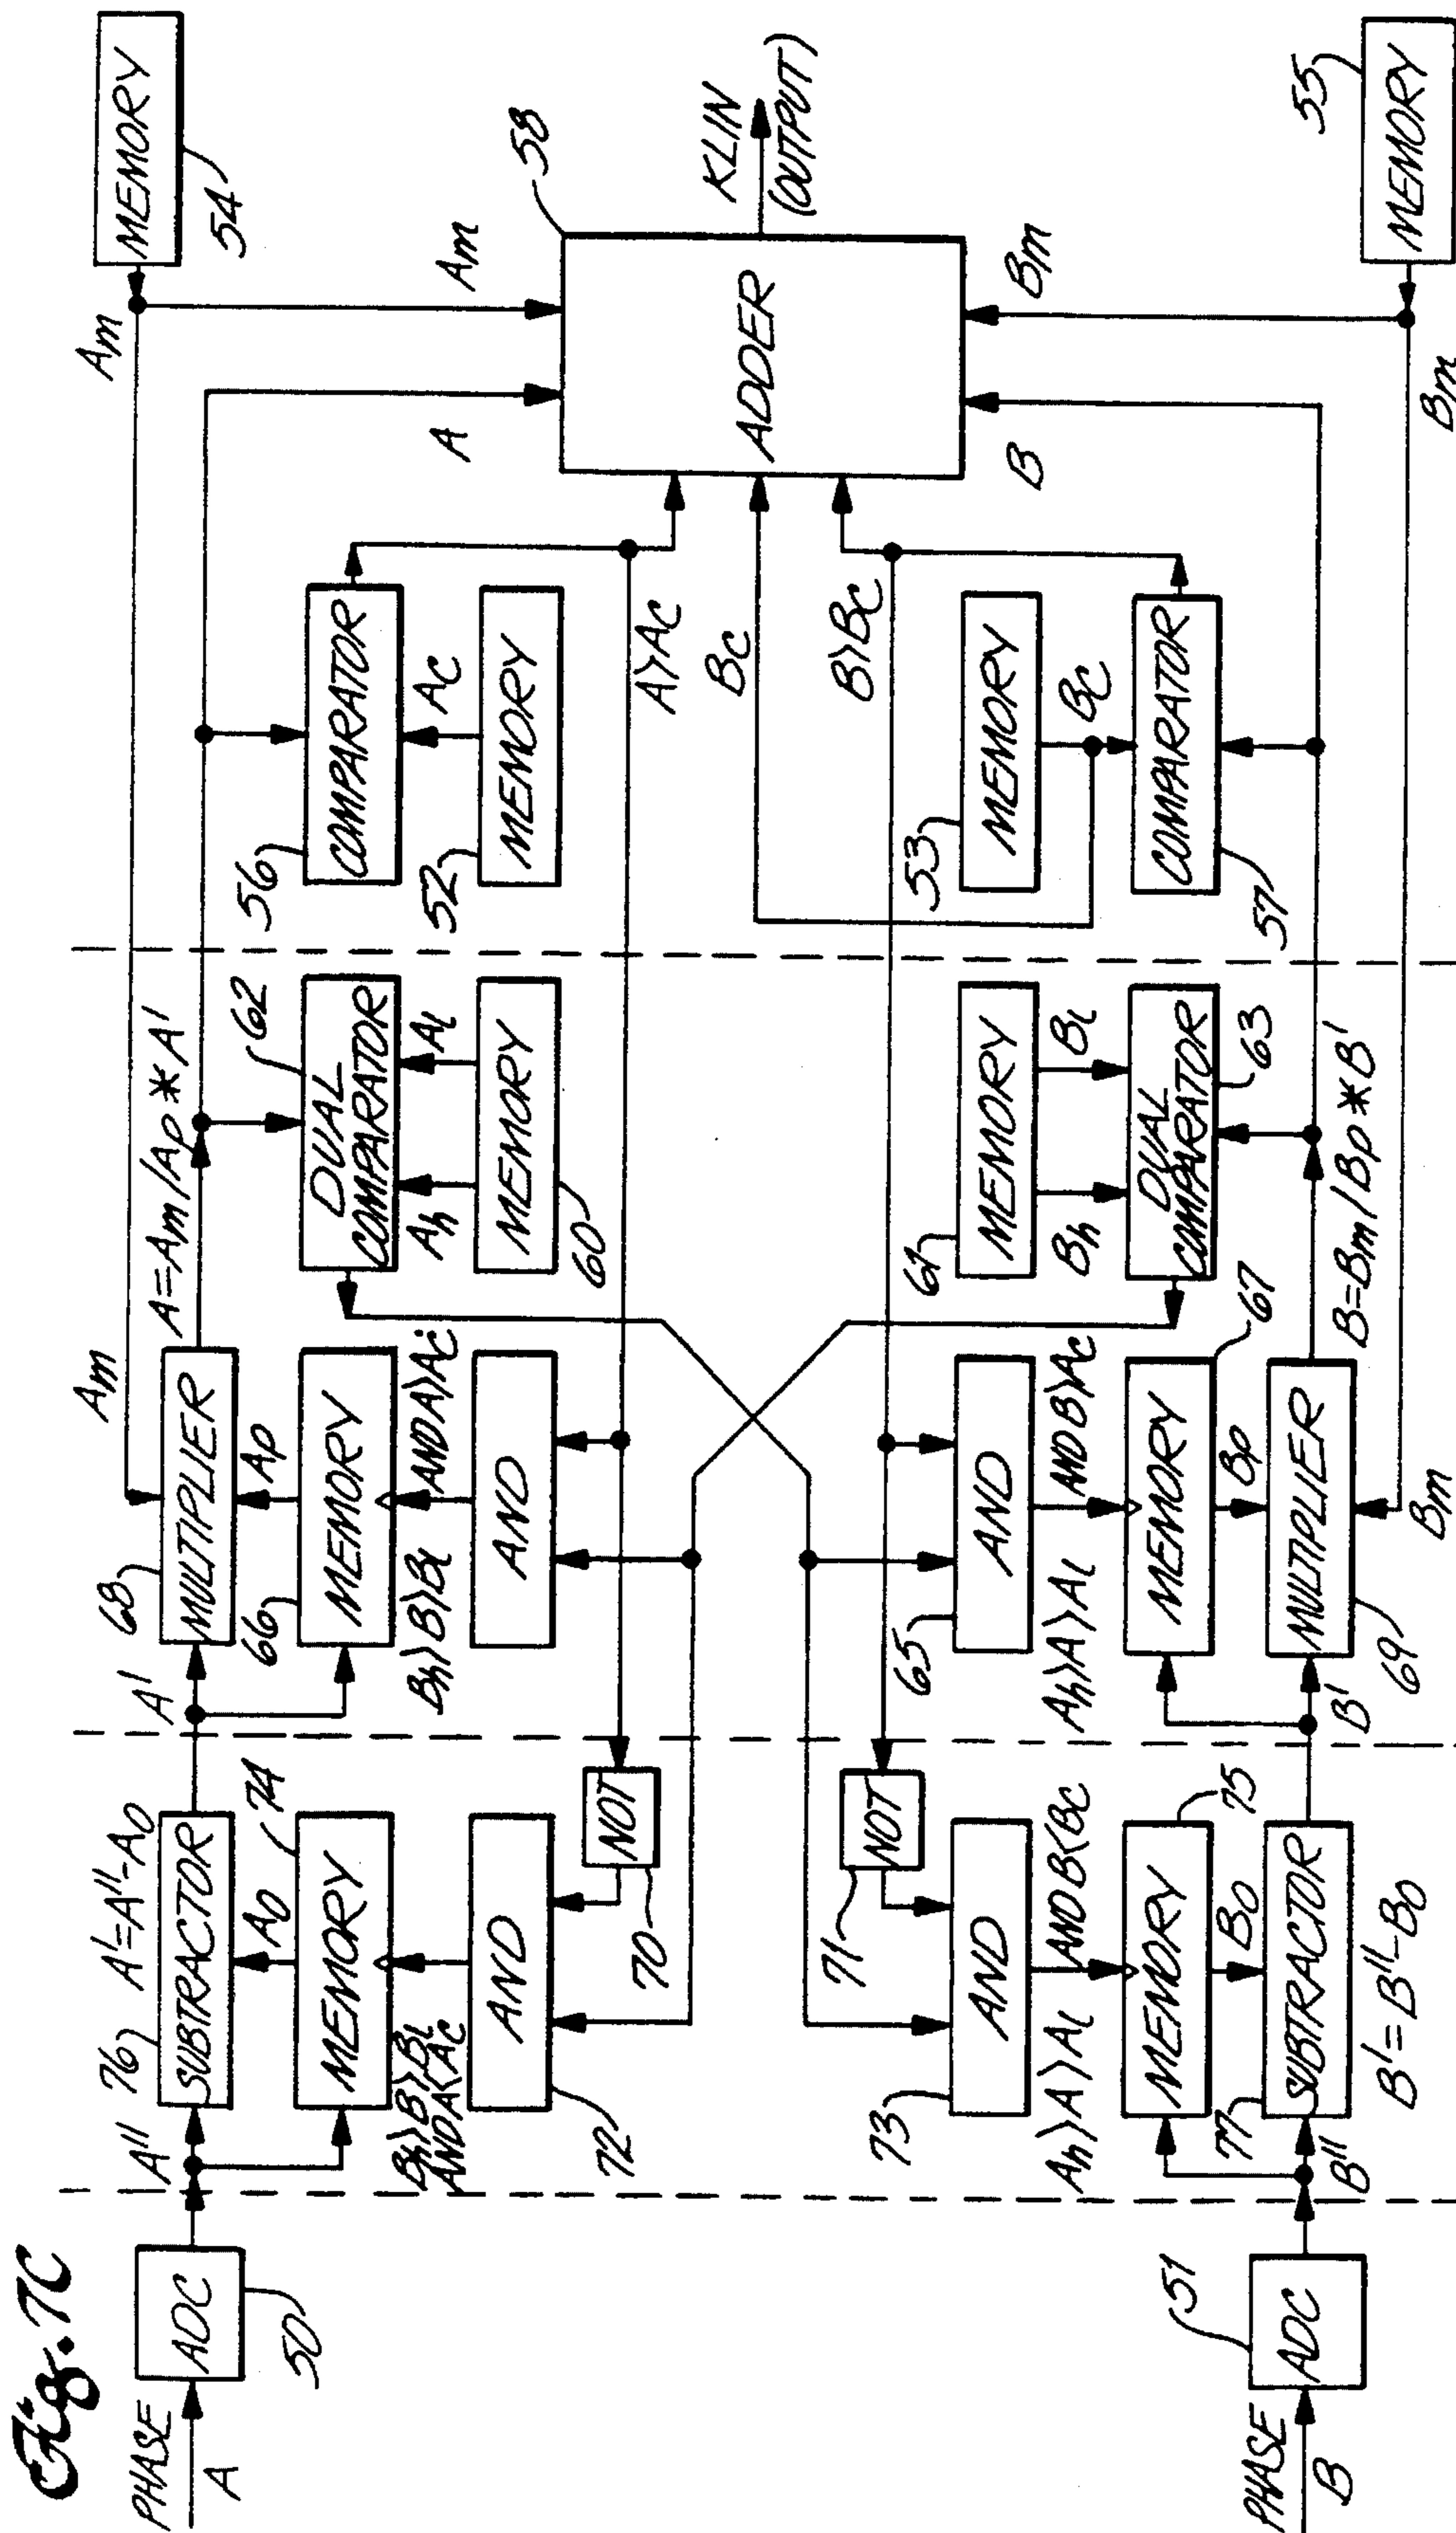 Fig. 7C
PHASE
A
ADC
50
A''
76
A'=A''-A0
SUBTRACTOR
A0
74
MEMORY
Bh>B>Bl
AND A<Ac
AND
72
NOT
70
A'
68
Am
MULTIPLIER
A=Am/Ap*A'
Ap
66
MEMORY
Bh>B>Bl
AND A>Ac
AND
62
DUAL
COMPARATOR
Ah
Al
MEMORY
60
56
COMPARATOR
Ac
52
MEMORY
A>Ac
Am
MEMORY
54
A
Am
58
ADDER
KLIN
(OUTPUT)
Bc
B>Bc
B
Bm
PHASE
B
51
ADC
B''
71
NOT
73
AND
Ah>A>Al
AND B<Bc
75
MEMORY
B0
77
SUBTRACTOR
B'=B''-B0
B'
65
AND
Ah>A>Al
AND B>Ac
67
MEMORY
Bp
MULTIPLIER
69
B=Bm/Bp*B'
Bm
61
MEMORY
Bh
Bl
DUAL
COMPARATOR
63
53
MEMORY
Bc
COMPARATOR
57
55
MEMORY
Bm